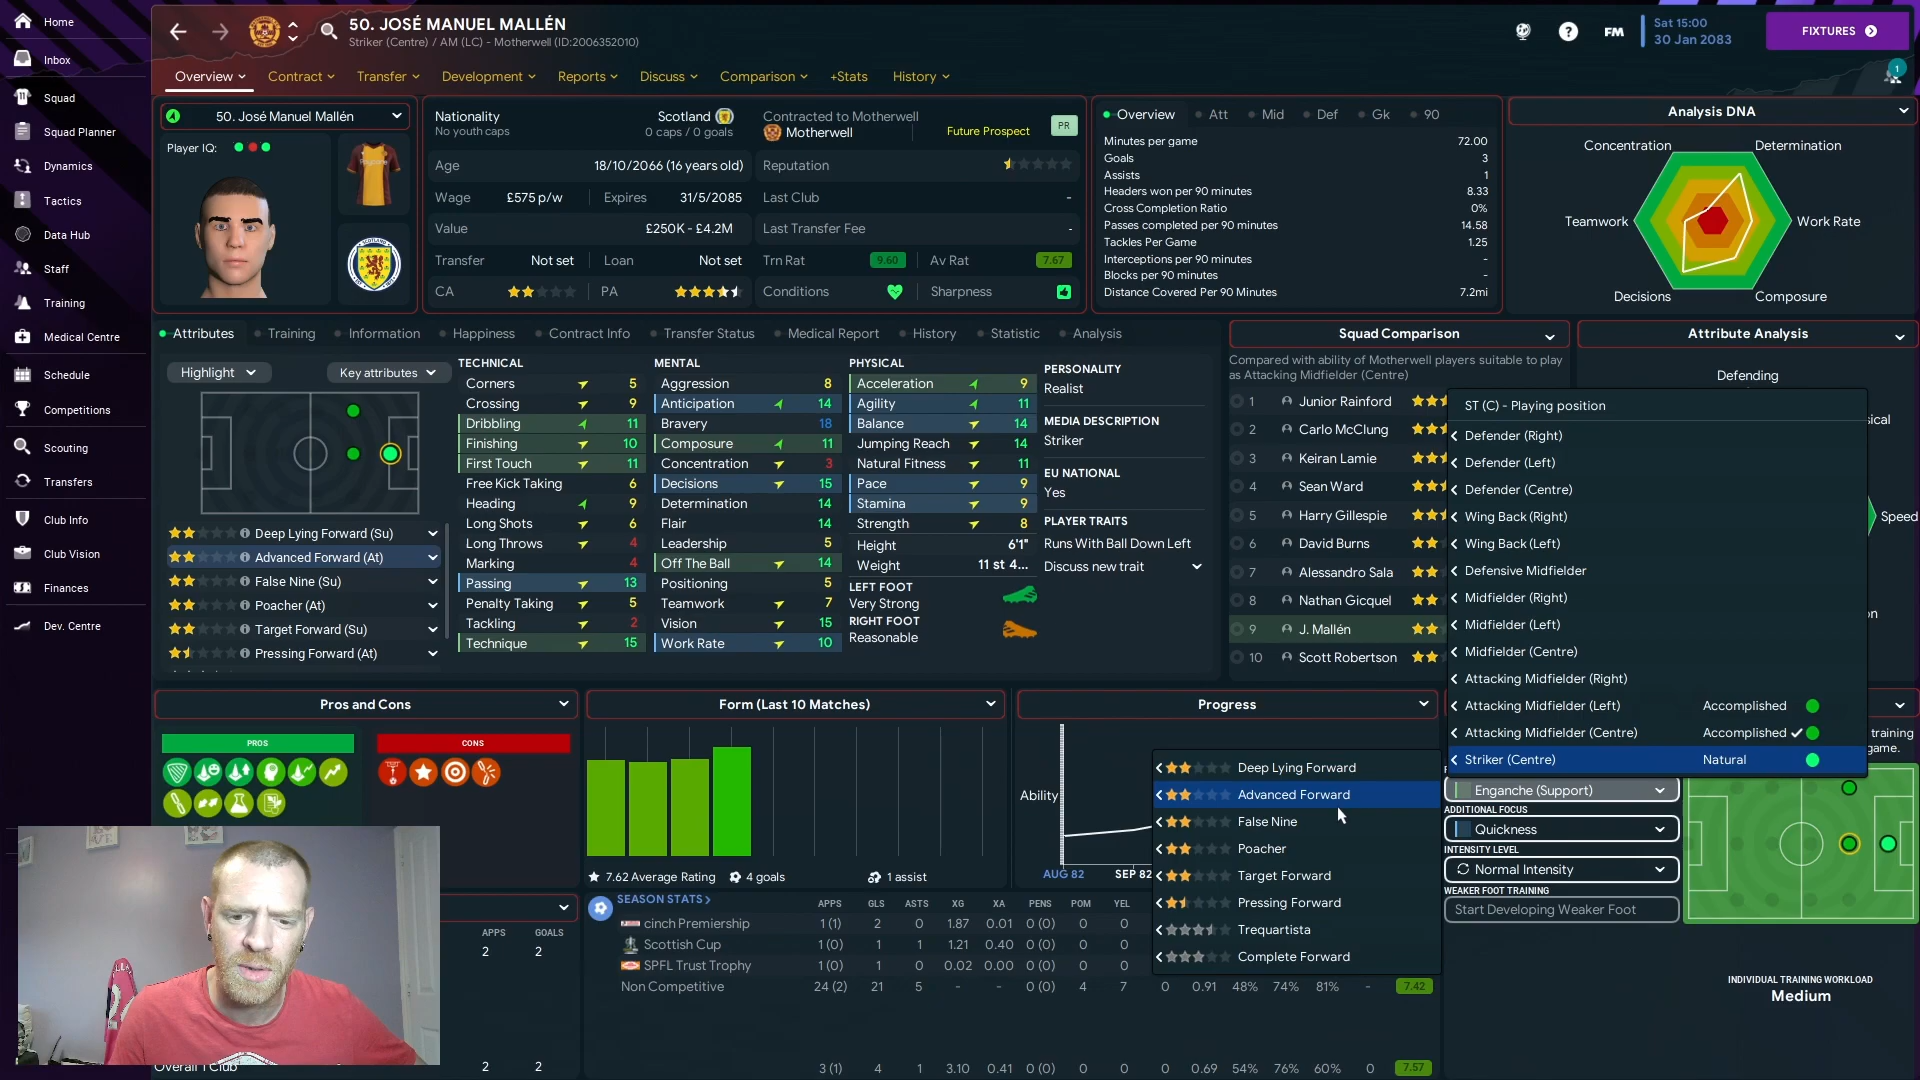 Home
Inbox
Squad
Squad Planner
Dynamics
Tactics
Data Hub
Staff
Training
Medical Centre
Schedule
Competitions
Scouting
Transfers
Club Info
Club Vision
Finances
Dev. Centre
50. JOSÉ MANUEL MALLÉN
Striker (Centre) / AM (LC) - Motherwell (ID:2006352010)
FM
Sat 15:00
30 Jan 2083
FIXTURES
1
Overview
Contract
Transfer
Development
Reports
Discuss
Comparison
+Stats
History
50. José Manuel Mallén
Player IQ:
Nationality
No youth caps
Scotland
0 caps / 0 goals
Age 18/10/2066 (16 years old)
Wage £575 p/w Expires 31/5/2085
Value £250K - £4.2M
Transfer Not set Loan Not set
CA PA
Contracted to Motherwell
Motherwell
Future Prospect PR
Reputation
Last Club -
Last Transfer Fee -
Trn Rat 9.60 Av Rat 7.67
Conditions Sharpness
Overview Att Mid Def Gk 90
Minutes per game 72.00
Goals 3
Assists 1
Headers won per 90 minutes 8.33
Cross Completion Ratio 0%
Passes completed per 90 minutes 14.58
Tackles Per Game 1.25
Interceptions per 90 minutes -
Blocks per 90 minutes -
Distance Covered Per 90 Minutes 7.2mi
Analysis DNA
Concentration
Determination
Teamwork
Work Rate
Decisions
Composure
Attributes
Training
Information
Happiness
Contract Info
Transfer Status
Medical Report
History
Statistic
Analysis
Highlight
Key attributes
Deep Lying Forward (Su)
Advanced Forward (At)
False Nine (Su)
Poacher (At)
Target Forward (Su)
Pressing Forward (At)
TECHNICAL
Corners 5
Crossing 9
Dribbling 11
Finishing 10
First Touch 11
Free Kick Taking 6
Heading 9
Long Shots 6
Long Throws 4
Marking 4
Passing 13
Penalty Taking 5
Tackling 2
Technique 15
MENTAL
Aggression 8
Anticipation 14
Bravery 18
Composure 11
Concentration 3
Decisions 15
Determination 14
Flair 14
Leadership 5
Off The Ball 14
Positioning 5
Teamwork 7
Vision 15
Work Rate 10
PHYSICAL
Acceleration 9
Agility 11
Balance 14
Jumping Reach 14
Natural Fitness 11
Pace 9
Stamina 9
Strength 8
Height 6'1"
Weight 11 st 4...
LEFT FOOT
Very Strong
RIGHT FOOT
Reasonable
PERSONALITY
Realist
MEDIA DESCRIPTION
Striker
EU NATIONAL
Yes
PLAYER TRAITS
Runs With Ball Down Left
Discuss new trait
Squad Comparison
Compared with ability of Motherwell players suitable to play
as Attacking Midfielder (Centre)
1 Junior Rainford
2 Carlo McClung
3 Keiran Lamie
4 Sean Ward
5 Harry Gillespie
6 David Burns
7 Alessandro Sala
8 Nathan Gicquel
9 J. Mallén
10 Scott Robertson
Attribute Analysis
Defending
Speed
ST (C) - Playing position
Defender (Right)
Defender (Left)
Defender (Centre)
Wing Back (Right)
Wing Back (Left)
Defensive Midfielder
Midfielder (Right)
Midfielder (Left)
Midfielder (Centre)
Attacking Midfielder (Right)
Attacking Midfielder (Left) Accomplished
Attacking Midfielder (Centre) Accomplished
Striker (Centre) Natural
Pros and Cons
PROS
CONS
Form (Last 10 Matches)
7.62 Average Rating
4 goals
1 assist
Progress
Ability
AUG 82
SEP 82
Deep Lying Forward
Advanced Forward
False Nine
Poacher
Target Forward
Pressing Forward
Trequartista
Complete Forward
training
game.
Enganche (Support)
ADDITIONAL FOCUS
Quickness
INTENSITY LEVEL
Normal Intensity
WEAKER FOOT TRAINING
Start Developing Weaker Foot
INDIVIDUAL TRAINING WORKLOAD
Medium
APPS GOALS
2 2
Overall 1 Club 2 2
SEASON STATS APPS GLS ASTS XG XA PENS POM YEL
cinch Premiership 1 (1) 2 0 1.87 0.01 0 (0) 0 0
Scottish Cup 1 (0) 1 1 1.21 0.40 0 (0) 0 0
SPFL Trust Trophy 1 (0) 1 0 0.02 0.00 0 (0) 0 0
Non Competitive 24 (2) 21 5 - - 0 (0) 4 7 0 0.91 48% 74% 81% - 7.42
3 (1) 4 1 3.10 0.41 0 (0) 0 0 0 0.69 54% 76% 60% 0 7.57